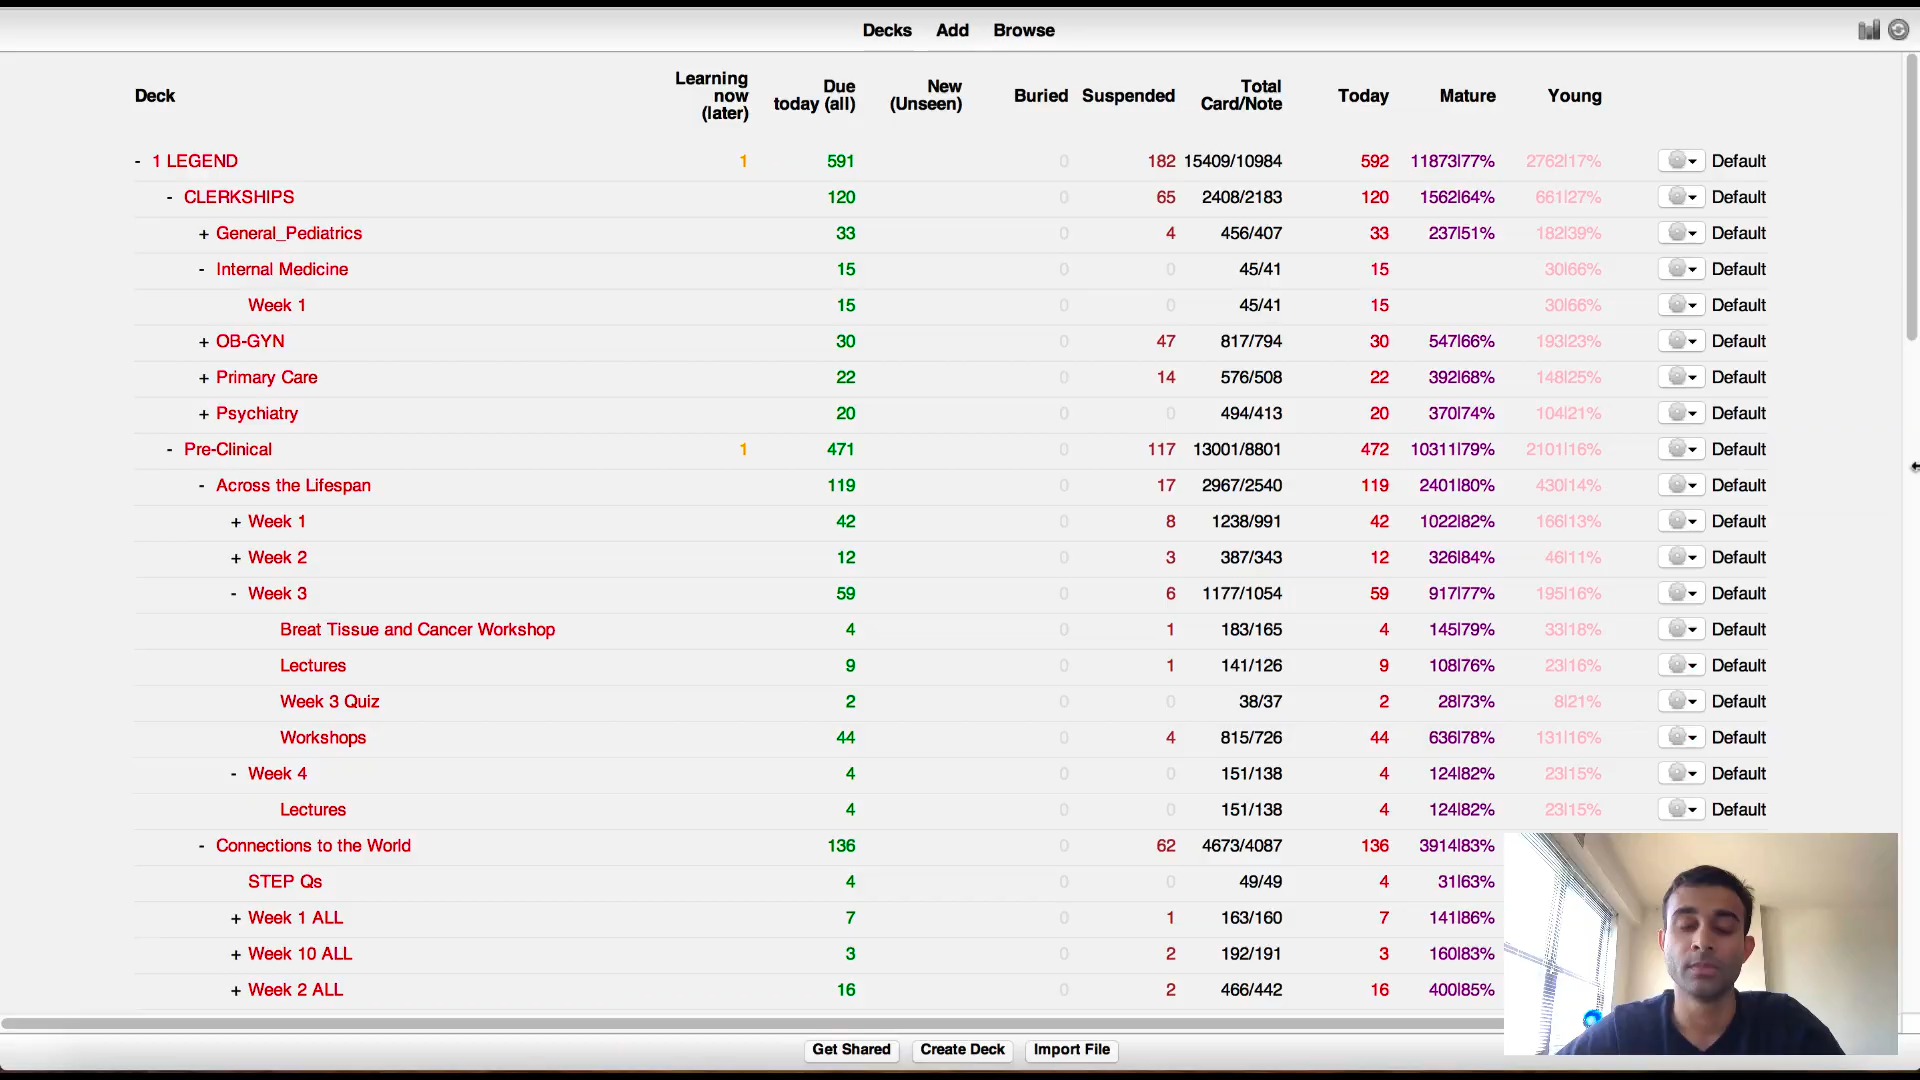 Decks Add Browse
Deck Learning now (later) Due today (all) New (Unseen) Buried Suspended Total Card/Note Today Mature Young
- 1 LEGEND 1 591 0 182 15409/10984 592 11873|77% 2762|17% Default
- CLERKSHIPS 120 0 65 2408/2183 120 1562|64% 661|27% Default
+ General_Pediatrics 33 0 4 456/407 33 237|51% 182|39% Default
- Internal Medicine 15 0 0 45/41 15 30|66% Default
Week 1 15 0 0 45/41 15 30|66% Default
+ OB-GYN 30 0 47 817/794 30 547|66% 193|23% Default
+ Primary Care 22 0 14 576/508 22 392|68% 148|25% Default
+ Psychiatry 20 0 0 494/413 20 370|74% 104|21% Default
- Pre-Clinical 1 471 0 117 13001/8801 472 10311|79% 2101|16% Default
- Across the Lifespan 119 0 17 2967/2540 119 2401|80% 430|14% Default
+ Week 1 42 0 8 1238/991 42 1022|82% 166|13% Default
+ Week 2 12 0 3 387/343 12 326|84% 46|11% Default
- Week 3 59 0 6 1177/1054 59 917|77% 195|16% Default
Breat Tissue and Cancer Workshop 4 0 1 183/165 4 145|79% 33|18% Default
Lectures 9 0 1 141/126 9 108|76% 23|16% Default
Week 3 Quiz 2 0 0 38/37 2 28|73% 8|21% Default
Workshops 44 0 4 815/726 44 636|78% 131|16% Default
- Week 4 4 0 0 151/138 4 124|82% 23|15% Default
Lectures 4 0 0 151/138 4 124|82% 23|15% Default
- Connections to the World 136 0 62 4673/4087 136 3914|83%
STEP Qs 4 0 0 49/49 4 31|63%
+ Week 1 ALL 7 0 1 163/160 7 141|86%
+ Week 10 ALL 3 0 2 192/191 3 160|83%
+ Week 2 ALL 16 0 2 466/442 16 400|85%
Get Shared Create Deck Import File